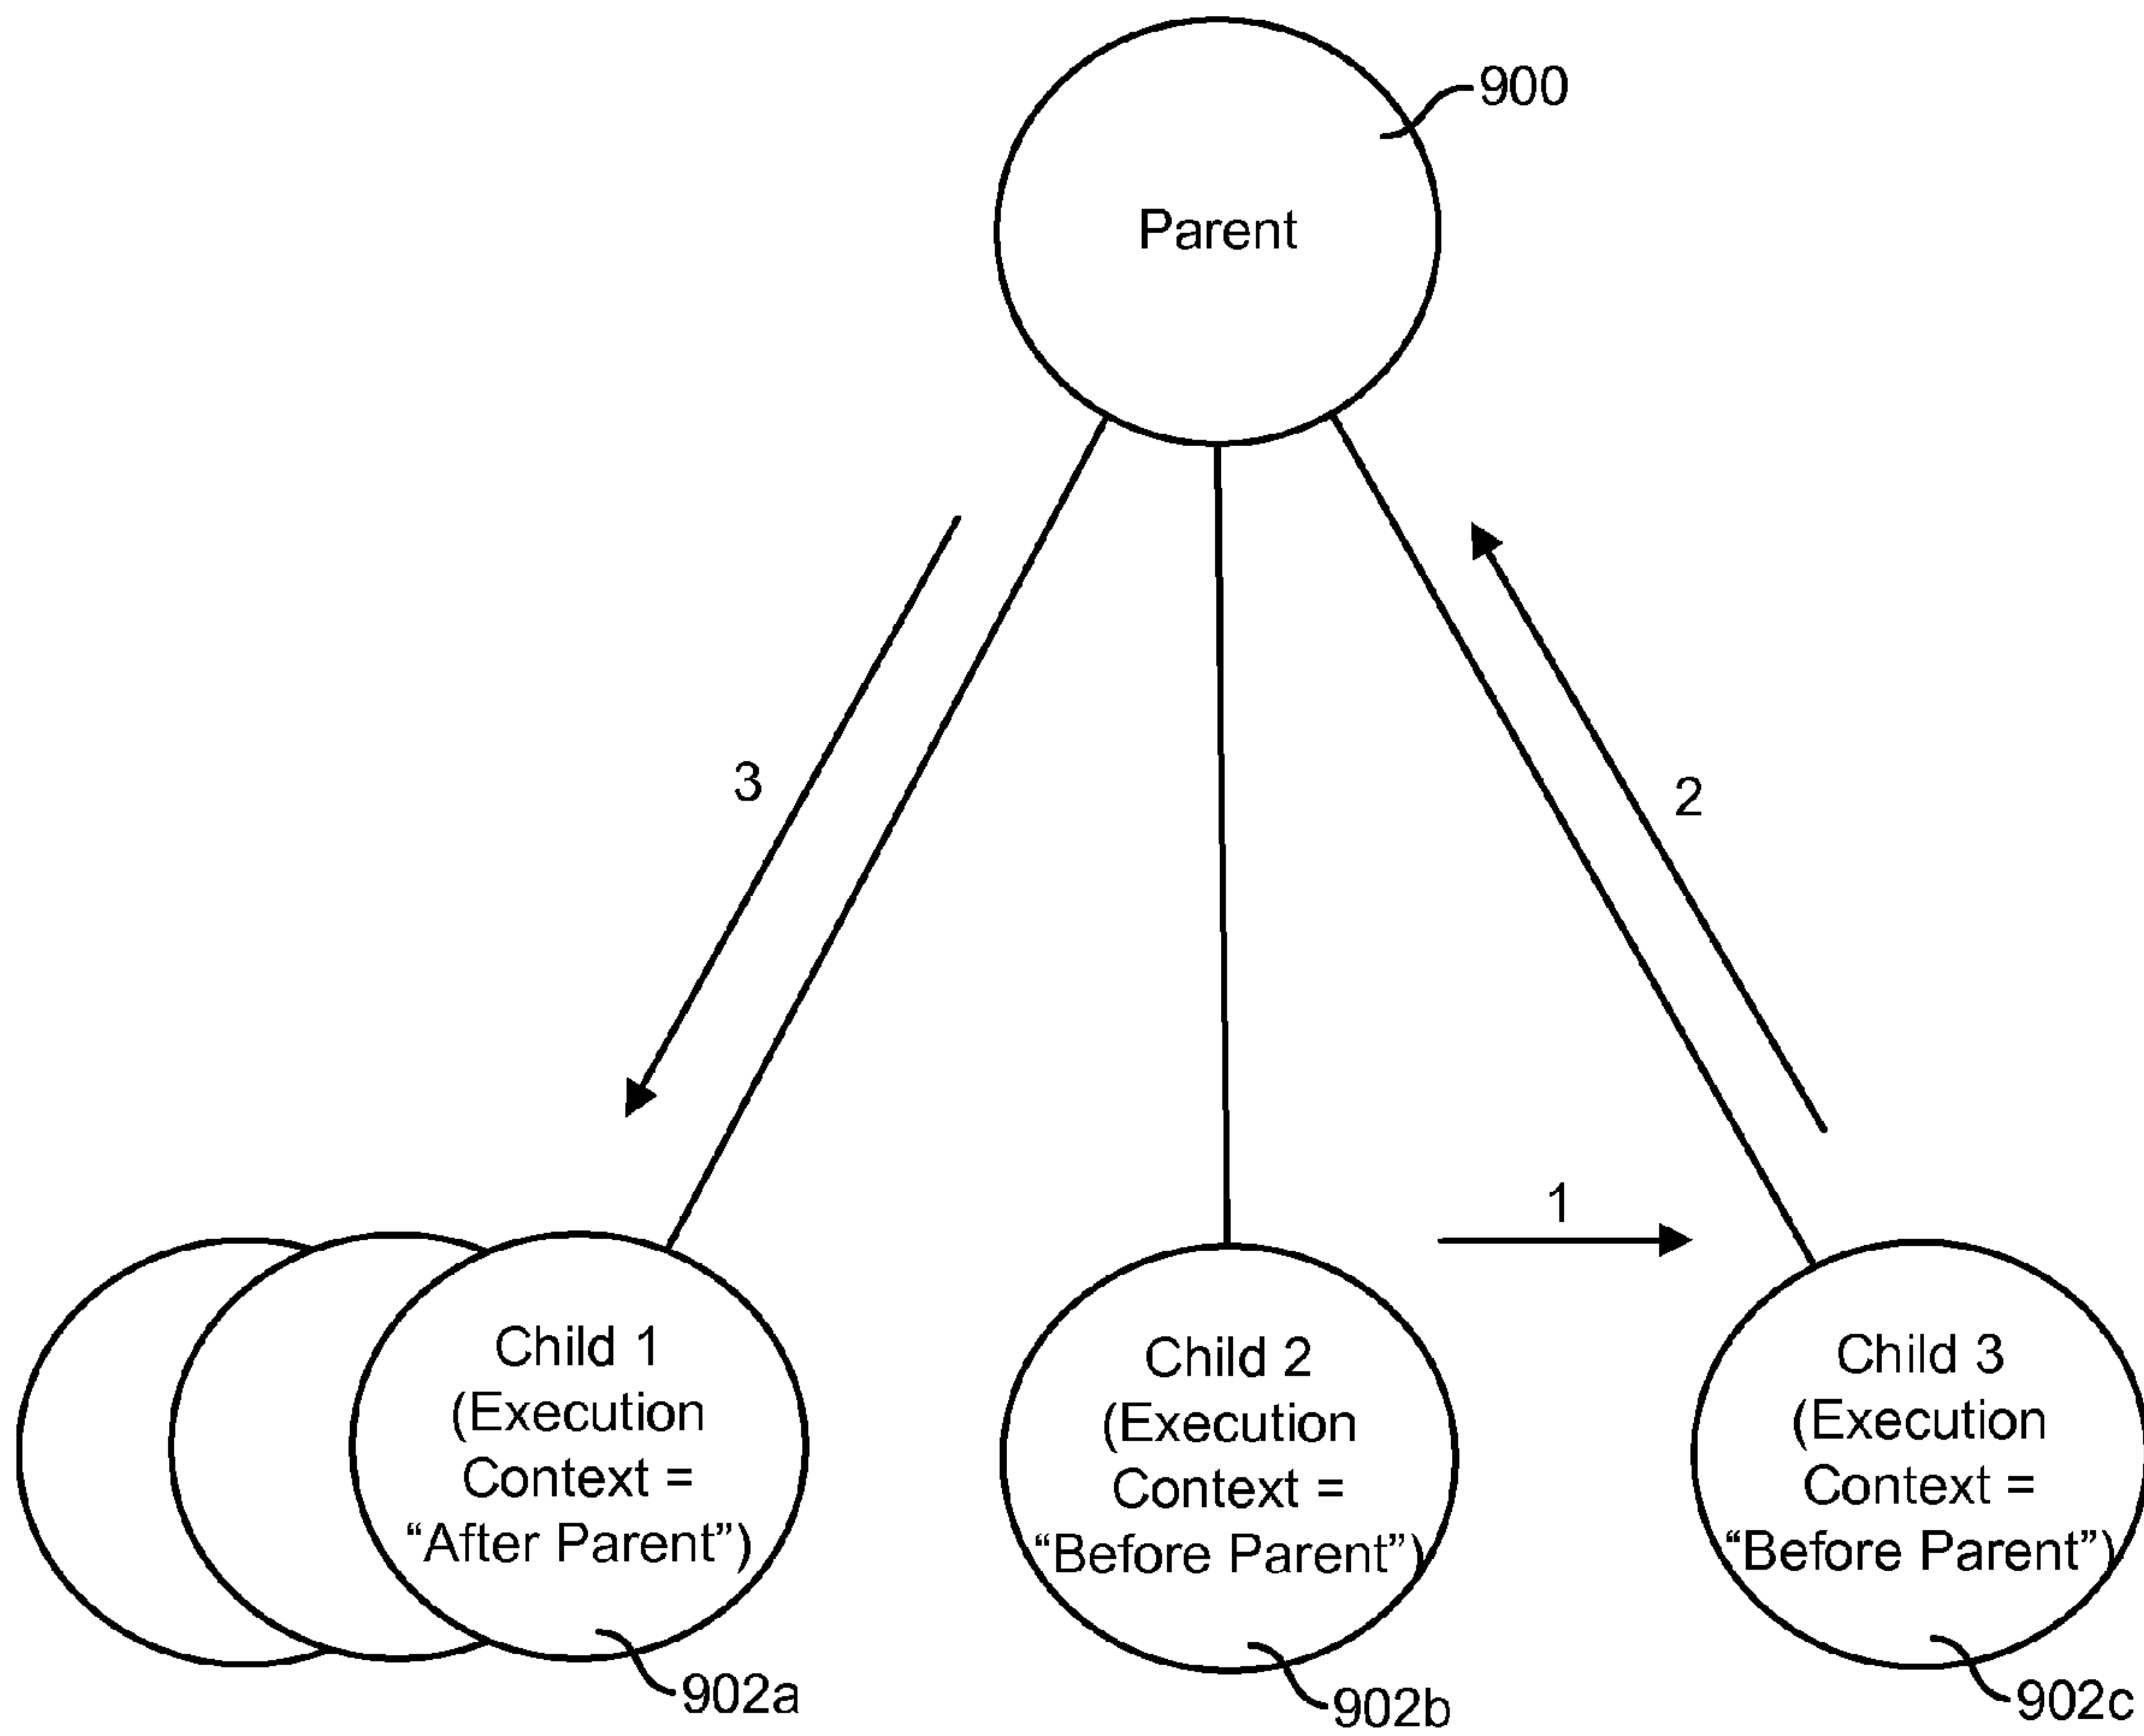 900
Parent
3
2
1
Child 1
(Execution
Context =
“After Parent”)
902a
Child 2
(Execution
Context =
“Before Parent”)
902b
Child 3
(Execution
Context =
“Before Parent”)
902c